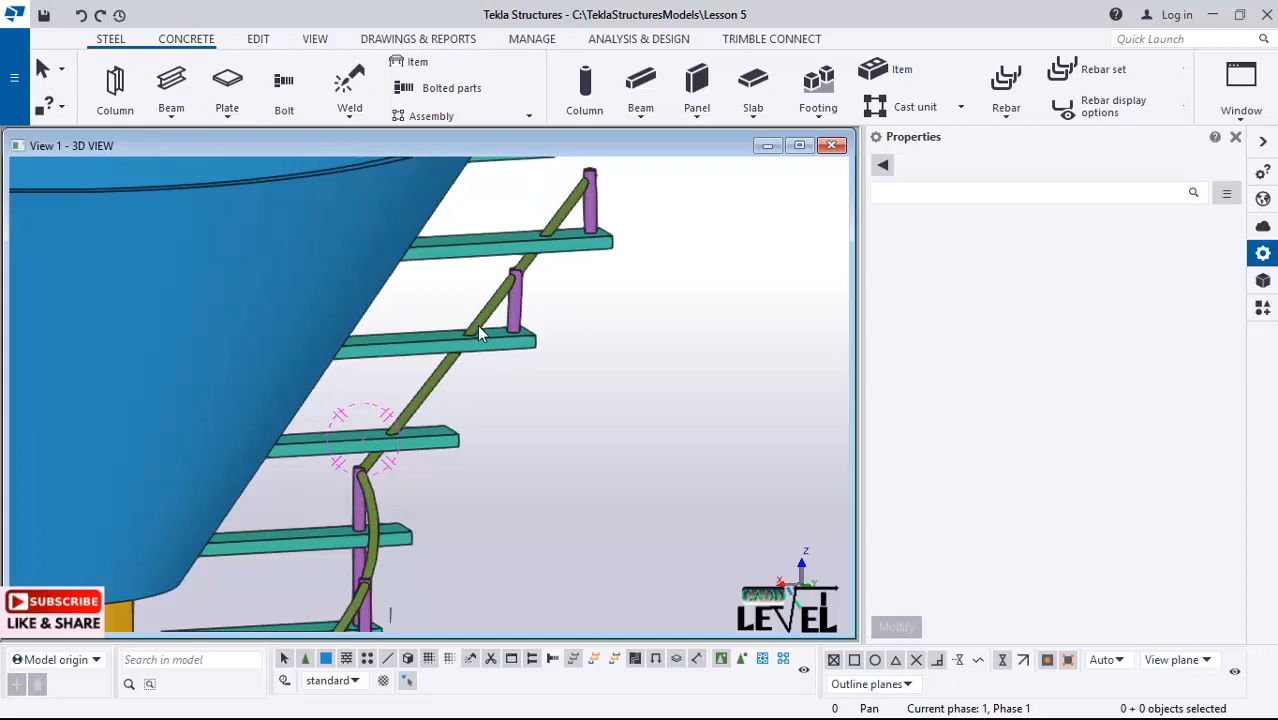 Tekla Structures - C:\TeklaStructuresModels\Lesson 5
Log in
STEEL
CONCRETE
EDIT
VIEW
DRAWINGS & REPORTS
MANAGE
ANALYSIS & DESIGN
TRIMBLE CONNECT
Quick Launch
Column
Beam
Plate
Bolt
Weld
Item
Bolted parts
Assembly
Column
Beam
Panel
Slab
Footing
Item
Cast unit
Rebar
Rebar set
Rebar display options
Window
View 1 - 3D VIEW
Properties
Z
X
Y
CADD
LEVEL
SUBSCRIBE
LIKE & SHARE
Modify
Model origin
Search in model
standard
Auto
View plane
Outline planes
0
Pan
Current phase: 1, Phase 1
0 + 0 objects selected